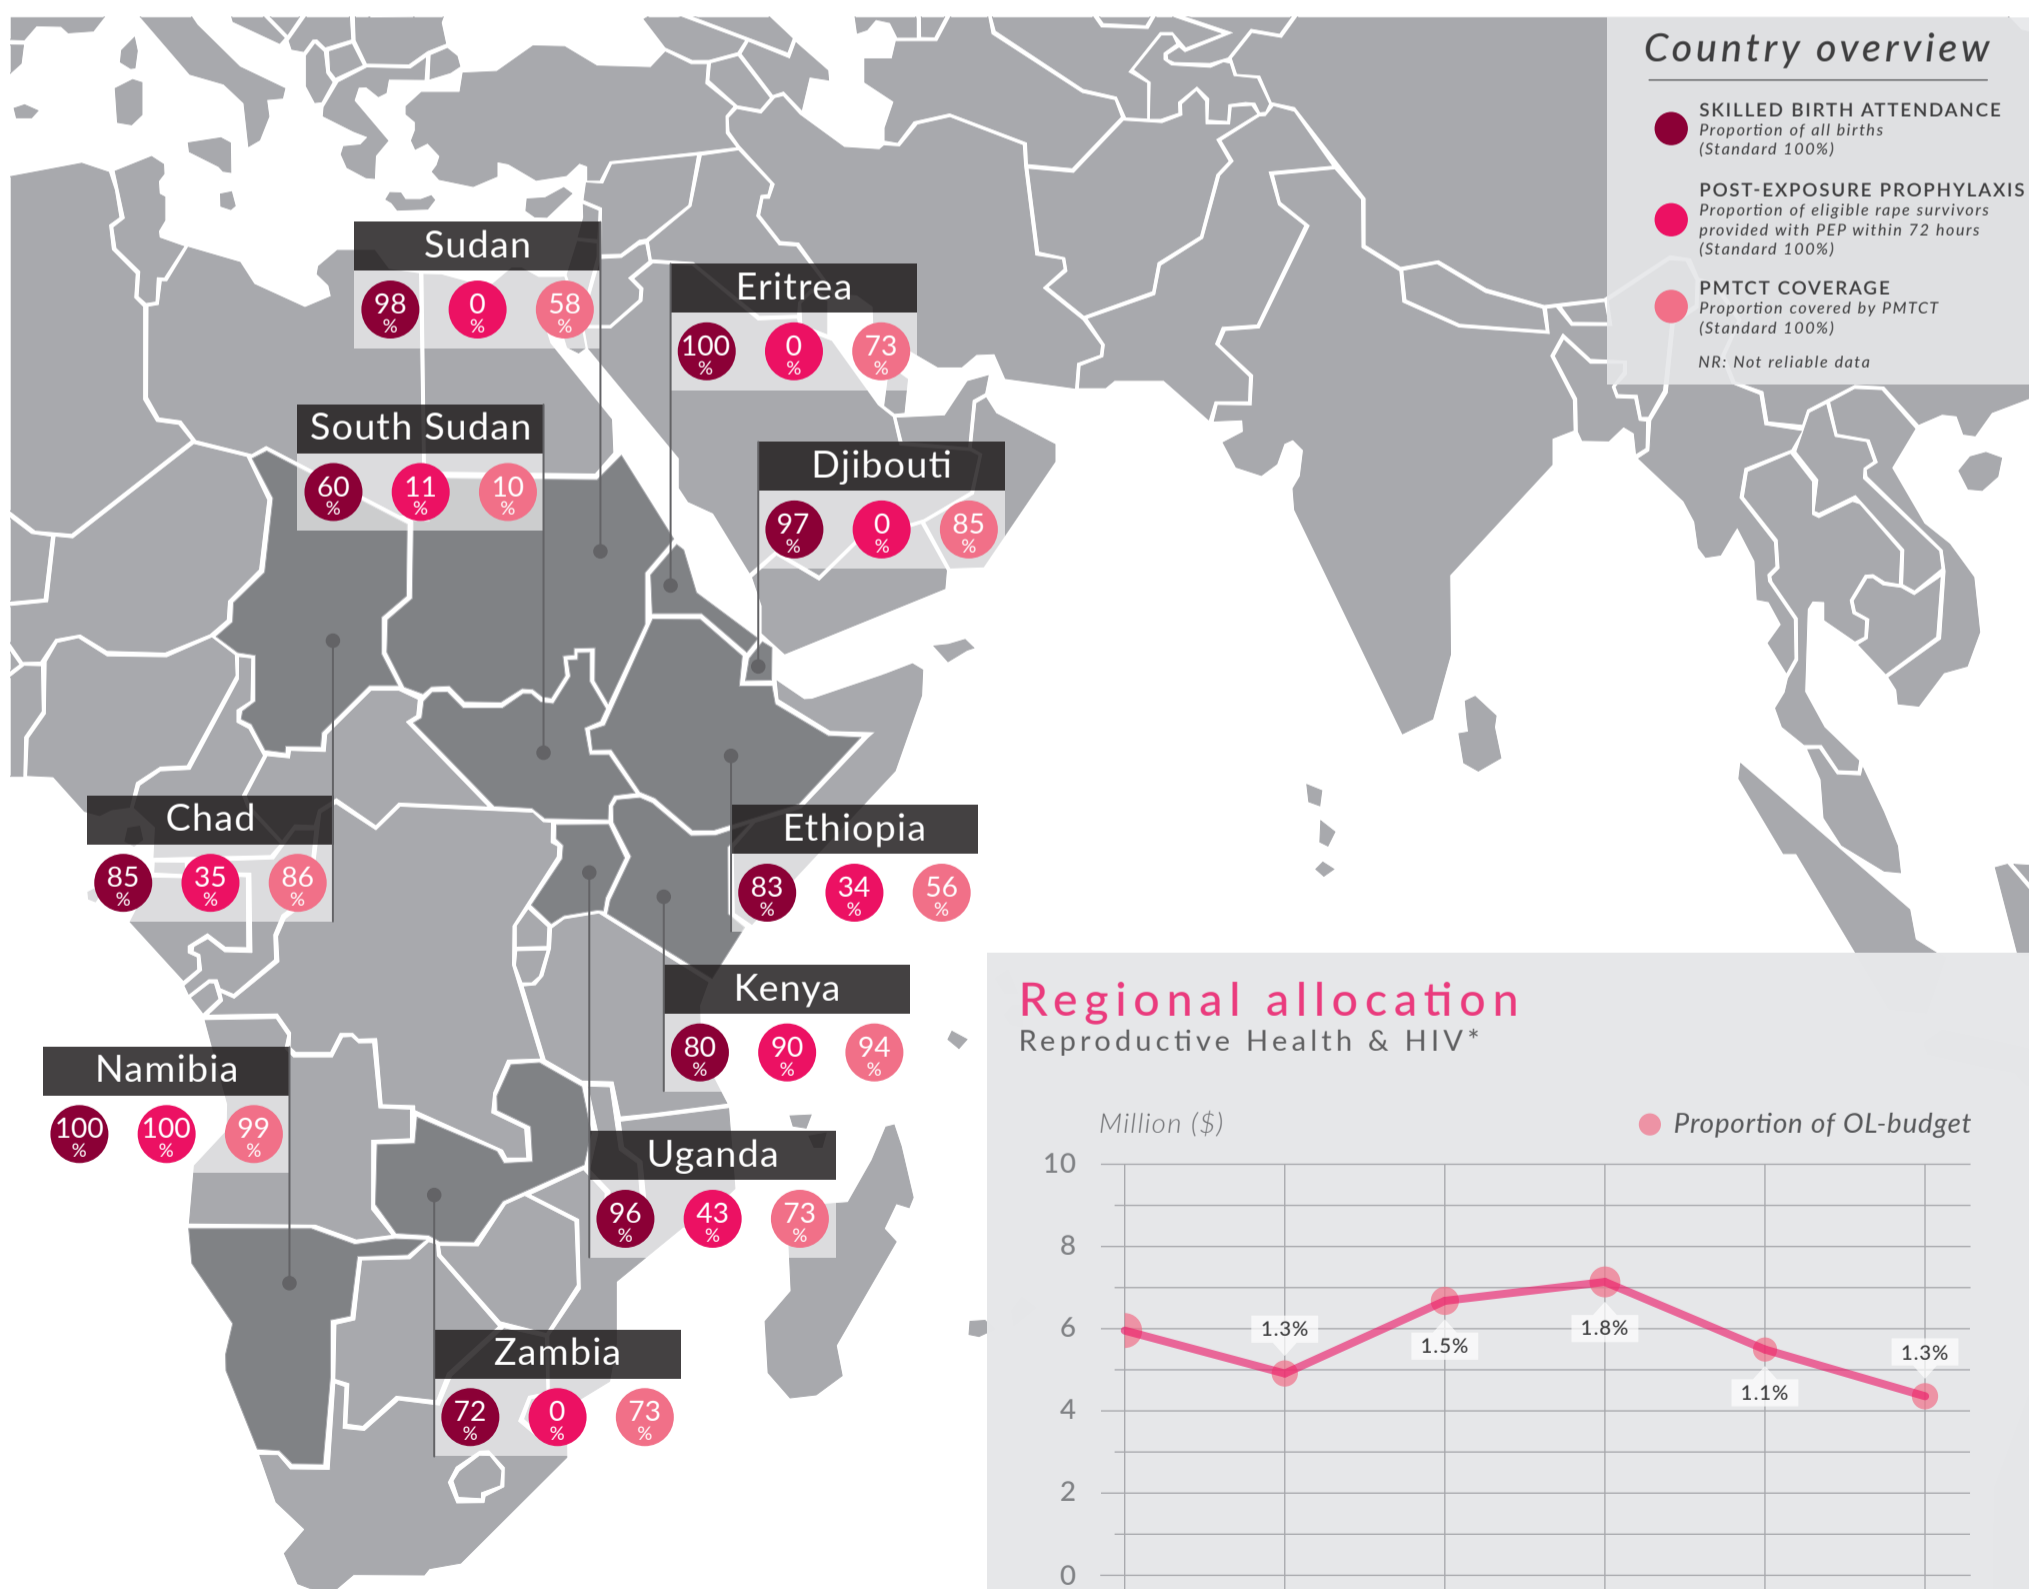 Country overview
SKILLED BIRTH ATTENDANCE
Proportion of all births
(Standard 100%)
POST-EXPOSURE PROPHYLAXIS
Proportion of eligible rape survivors
provided with PEP within 72 hours
(Standard 100%)
PMTCT COVERAGE
Proportion covered by PMTCT
(Standard 100%)
NR: Not reliable data
Sudan
98 % 0 % 58 %
Eritrea
100 % 0 % 73 %
South Sudan
60 % 11 % 10 %
Djibouti
97 % 0 % 85 %
Chad
85 % 35 % 86 %
Ethiopia
83 % 34 % 56 %
Kenya
80 % 90 % 94 %
Namibia
100 % 100 % 99 %
Uganda
96 % 43 % 73 %
Zambia
72 % 0 % 73 %
Regional allocation
Reproductive Health & HIV*
Million ($)
Proportion of OL-budget
10
8
6
4
2
0
1.3%
1.5%
1.8%
1.1%
1.3%